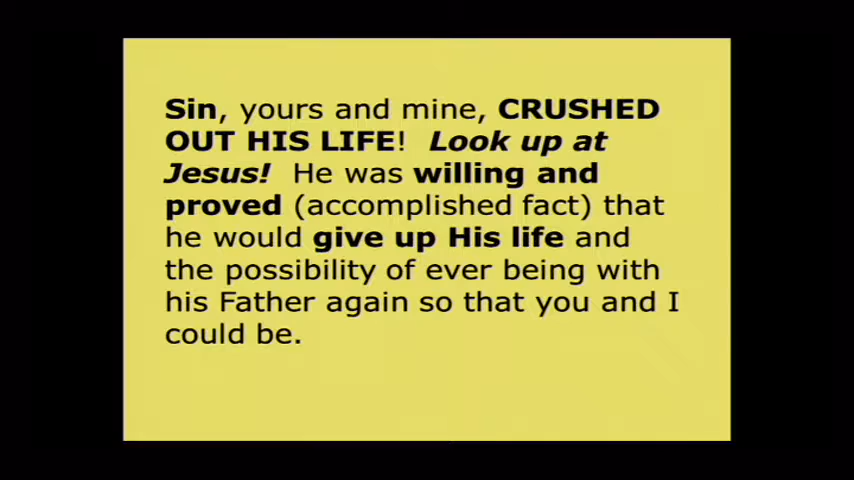 Sin, yours and mine, CRUSHED
OUT HIS LIFE!  Look up at
Jesus!  He was willing and
proved (accomplished fact) that
he would give up His life and
the possibility of ever being with
his Father again so that you and I
could be.